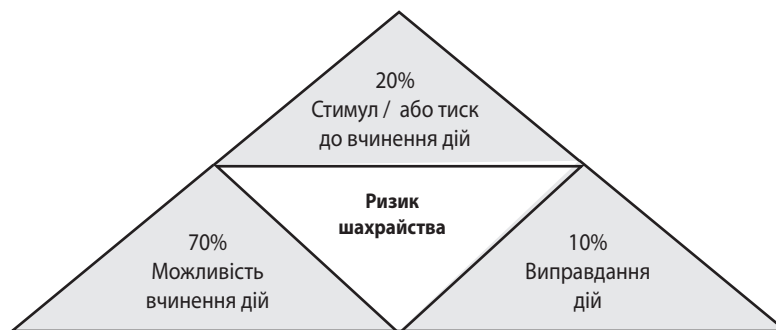 20%
Стимул / або тиск
до вчинення дій
Ризик
шахрайства
70%
Можливість
вчинення дій
10%
Виправдання
дій